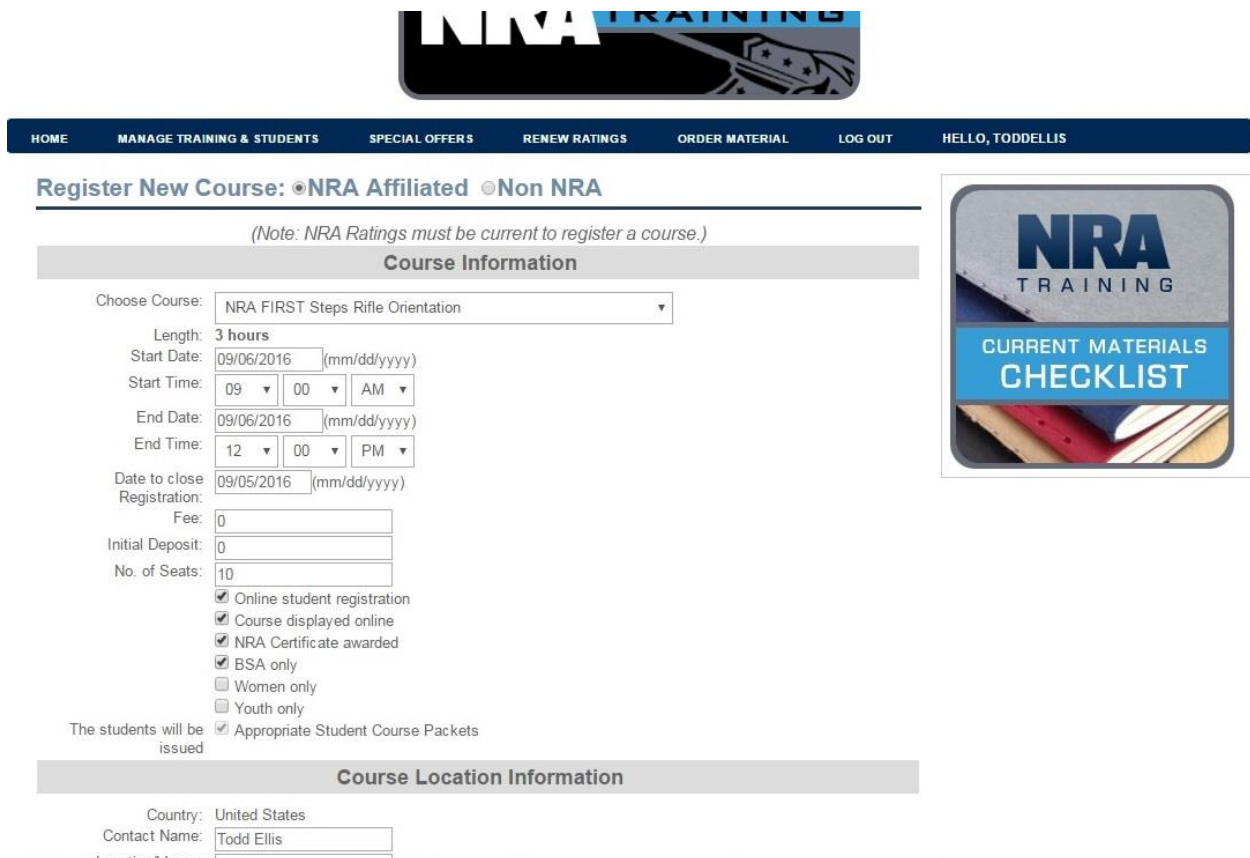 NRA TRAINING
HOME MANAGE TRAINING & STUDENTS SPECIAL OFFERS RENEW RATINGS ORDER MATERIAL LOG OUT HELLO, TODDELLIS
Register New Course: NRA Affiliated Non NRA
(Note: NRA Ratings must be current to register a course.)
Course Information
Choose Course: NRA FIRST Steps Rifle Orientation
Length: 3 hours
Start Date: 09/06/2016 (mm/dd/yyyy)
Start Time: 09 00 AM
End Date: 09/06/2016 (mm/dd/yyyy)
End Time: 12 00 PM
Date to close
Registration: 09/05/2016 (mm/dd/yyyy)
Fee: 0
Initial Deposit: 0
No. of Seats: 10
Online student registration
Course displayed online
NRA Certificate awarded
BSA only
Women only
Youth only
The students will be
issued Appropriate Student Course Packets
Course Location Information
Country: United States
Contact Name: Todd Ellis
NRA
TRAINING
CURRENT MATERIALS
CHECKLIST